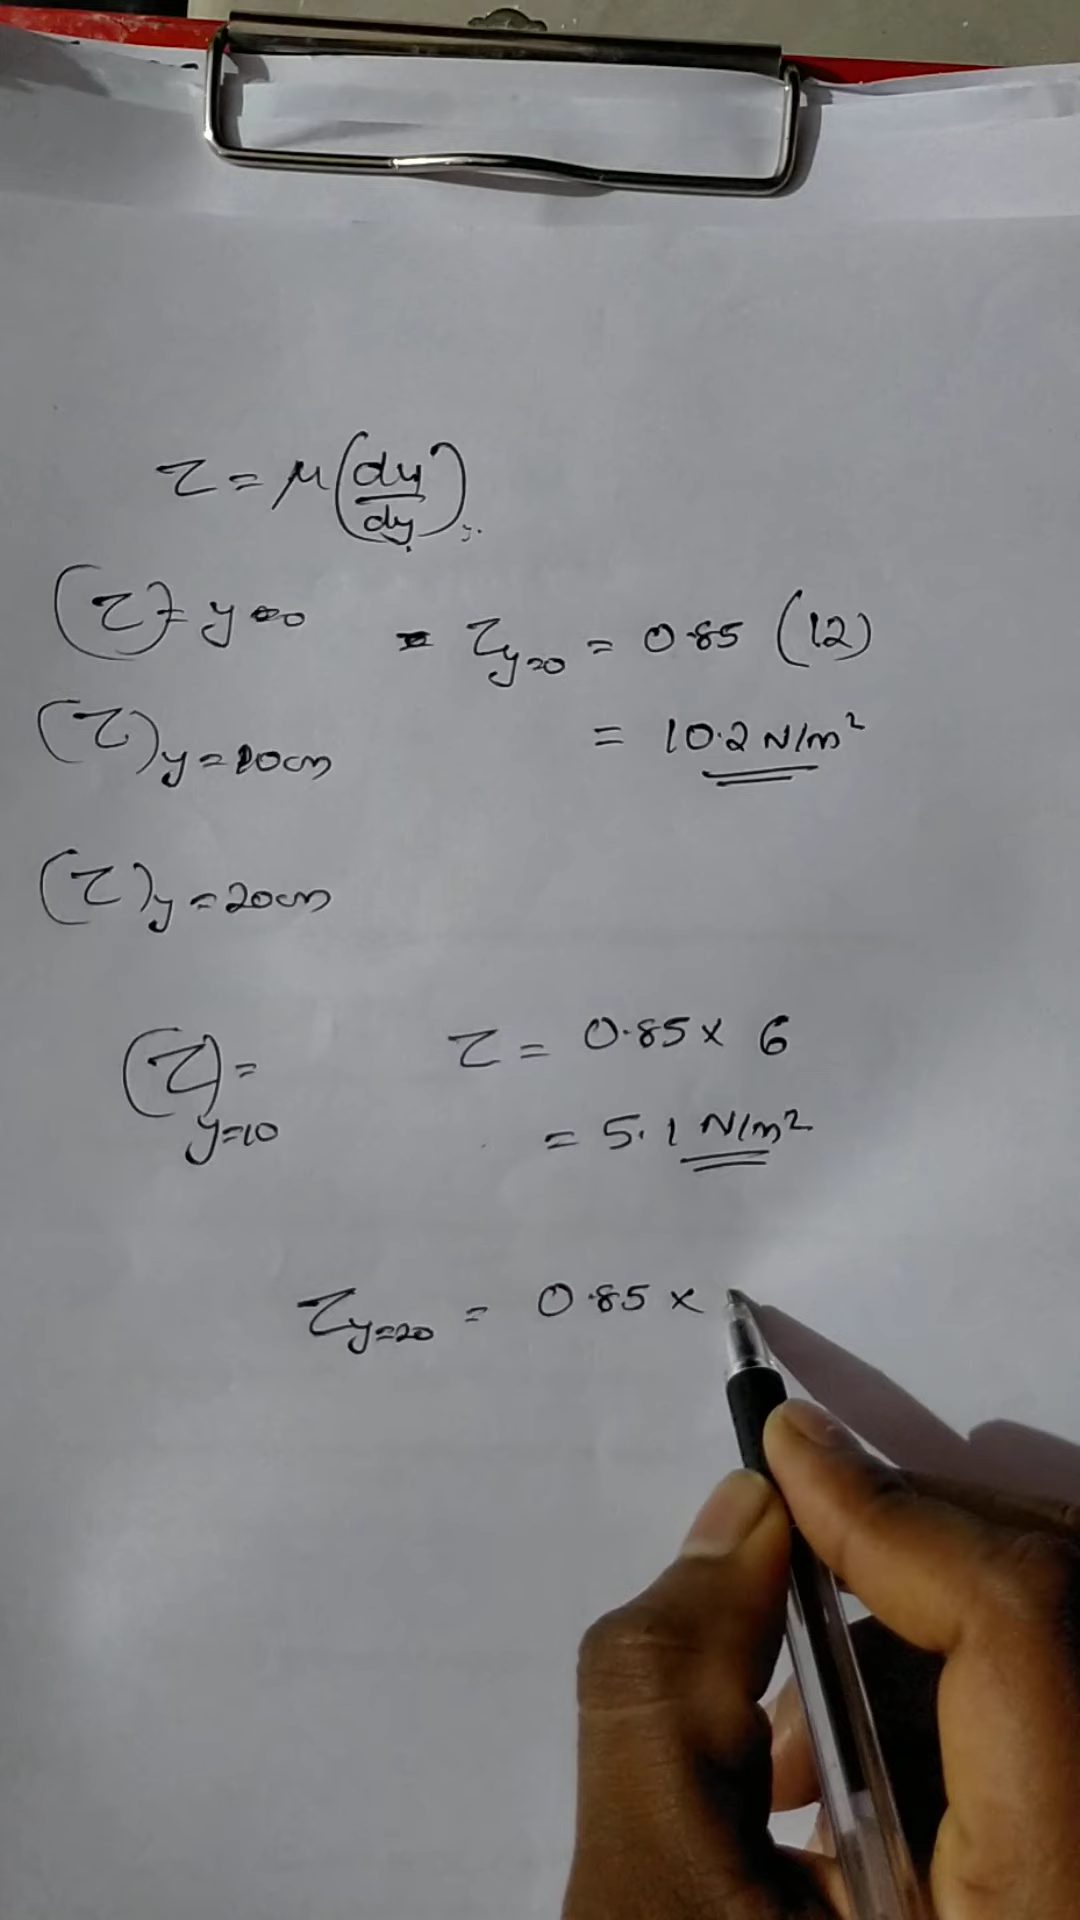 τ = μ(du/dy)y.
(τ)= y=0 = τy=0 = 0.85 (12)
= 10.2 N/m²
(τ)y=10cm
(τ)y=20cm
(τ)y=10 = τ = 0.85 × 6
= 5.1 N/m²
τy=20 = 0.85 ×